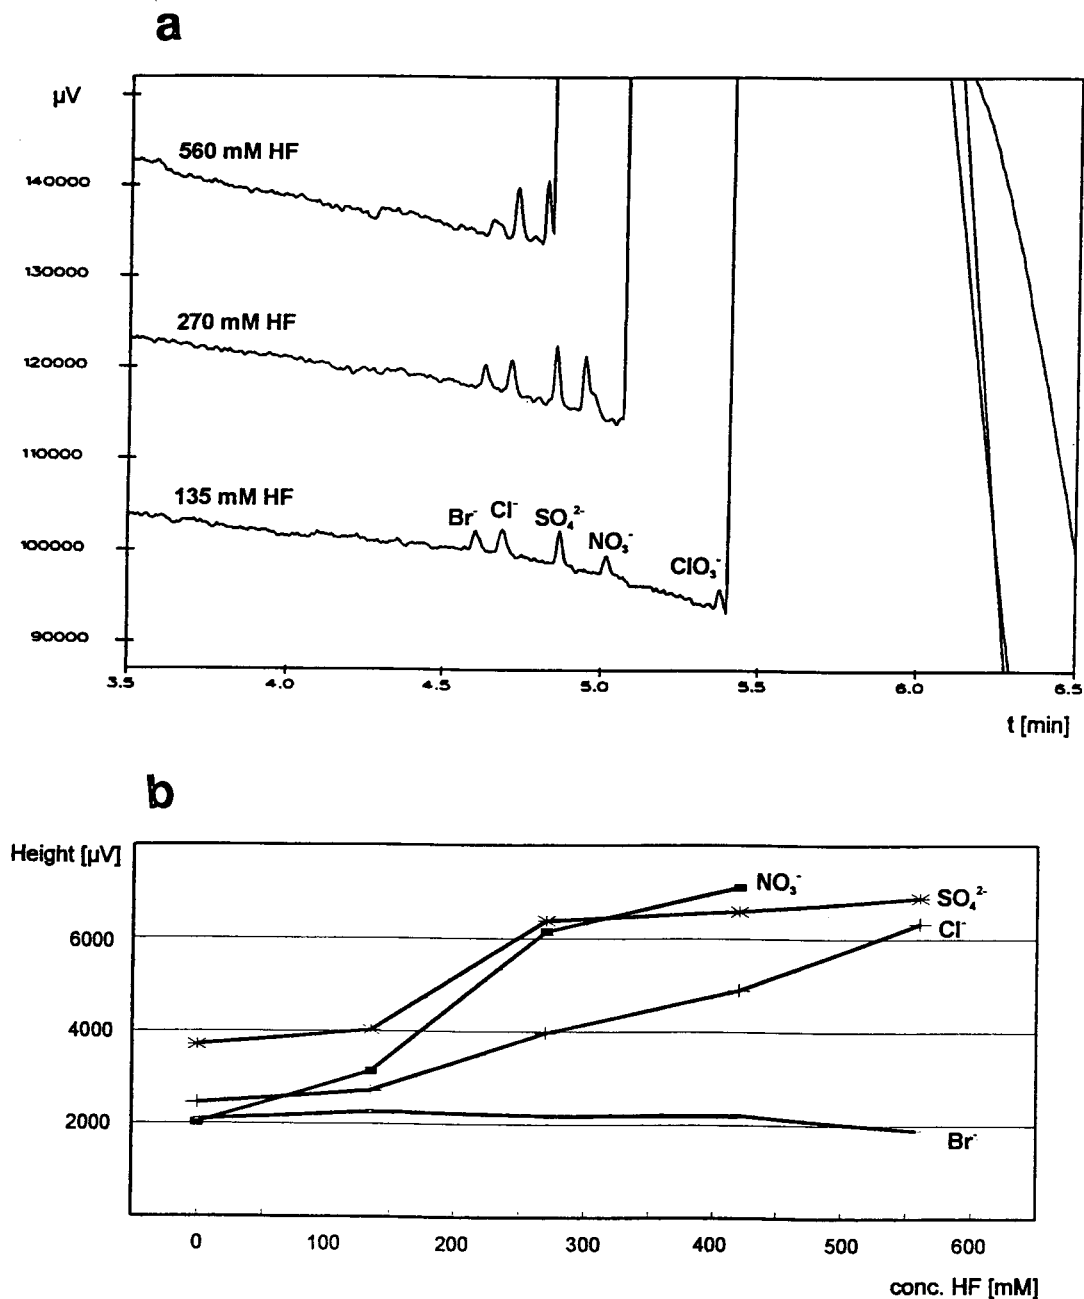 a
µV
560 mM HF
140000
130000
270 mM HF
120000
110000
135 mM HF
Br⁻ Cl⁻ SO₄²⁻ NO₃⁻ ClO₃⁻
100000
90000
3.5 4.0 4.5 5.0 5.5 6.0 6.5
t [min]
b
Height [µV]
NO₃⁻
SO₄²⁻
Cl⁻
6000
4000
2000
Br⁻
0 100 200 300 400 500 600
conc. HF [mM]